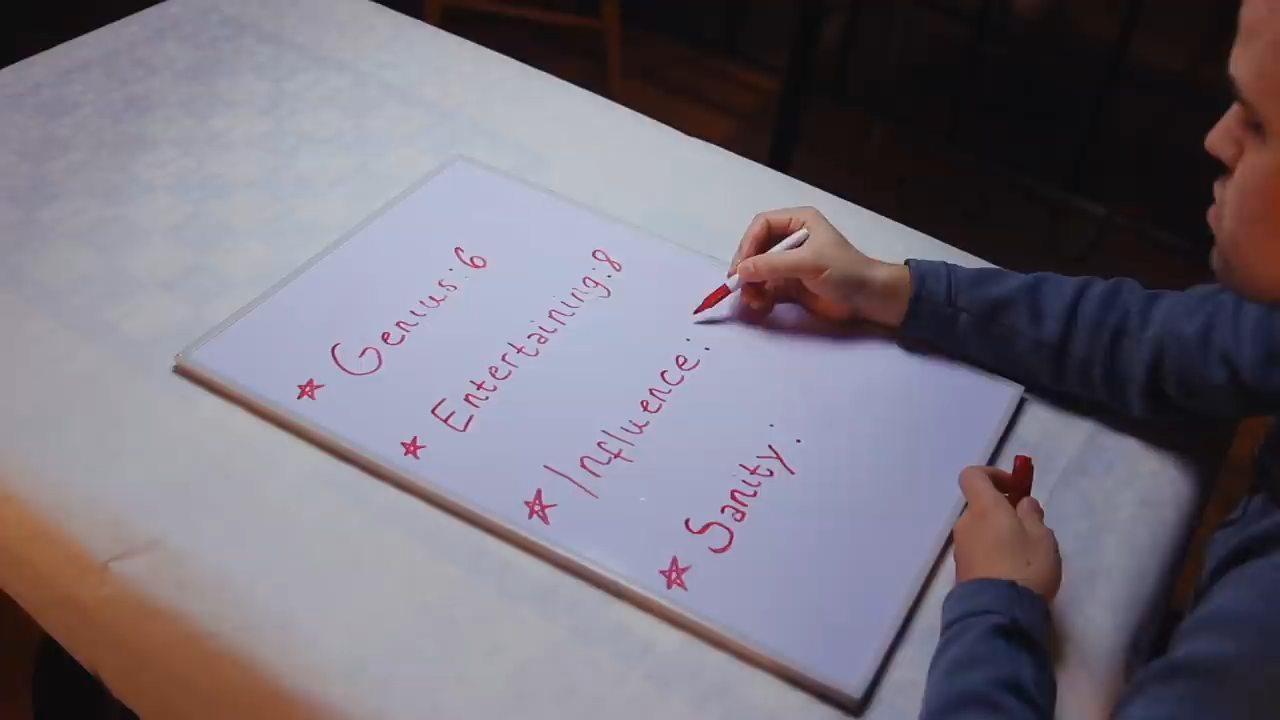 ☆ Genius: 6
☆ Entertaining: 8
☆ Influence:
☆ Sanity: